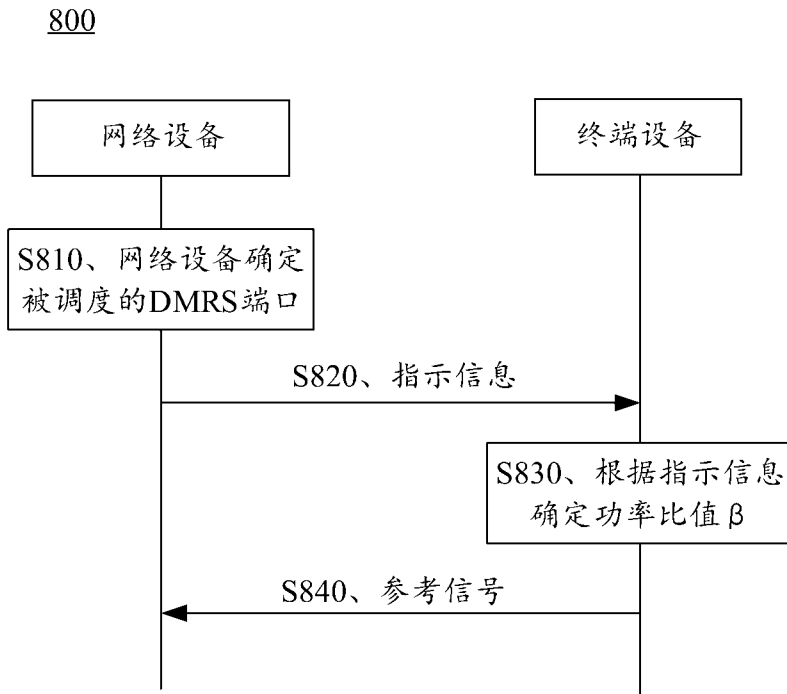 800
网络设备
终端设备
S810、网络设备确定
被调度的DMRS端口
S820、指示信息
S830、根据指示信息
确定功率比值β
S840、参考信号